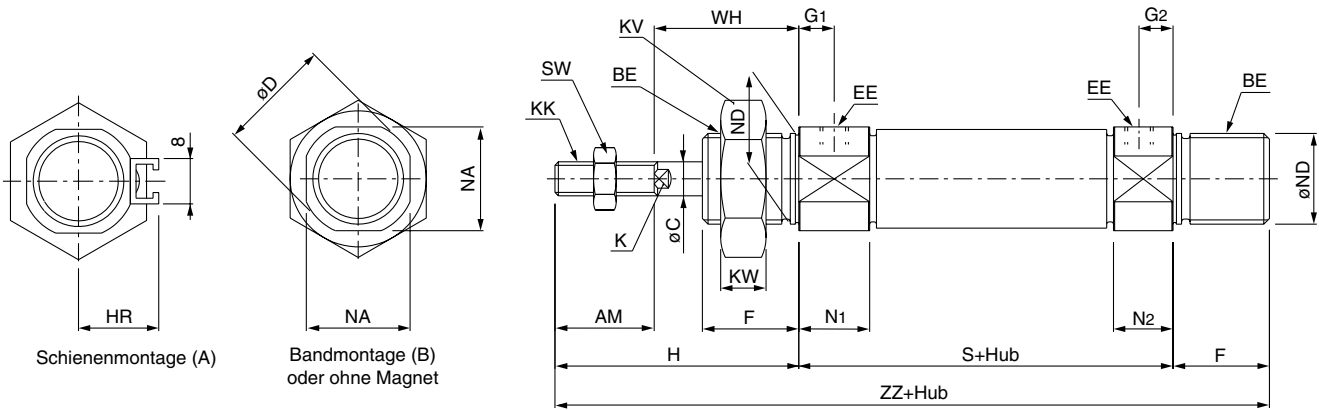 8
HR
Schienenmontage (A)
øD
NA
NA
Bandmontage (B)
oder ohne Magnet
WH
G1
G2
KV
SW
BE
KK
ND
EE
EE
BE
K
øC
KW
øND
AM
F
N1
N2
H
S+Hub
F
ZZ+Hub